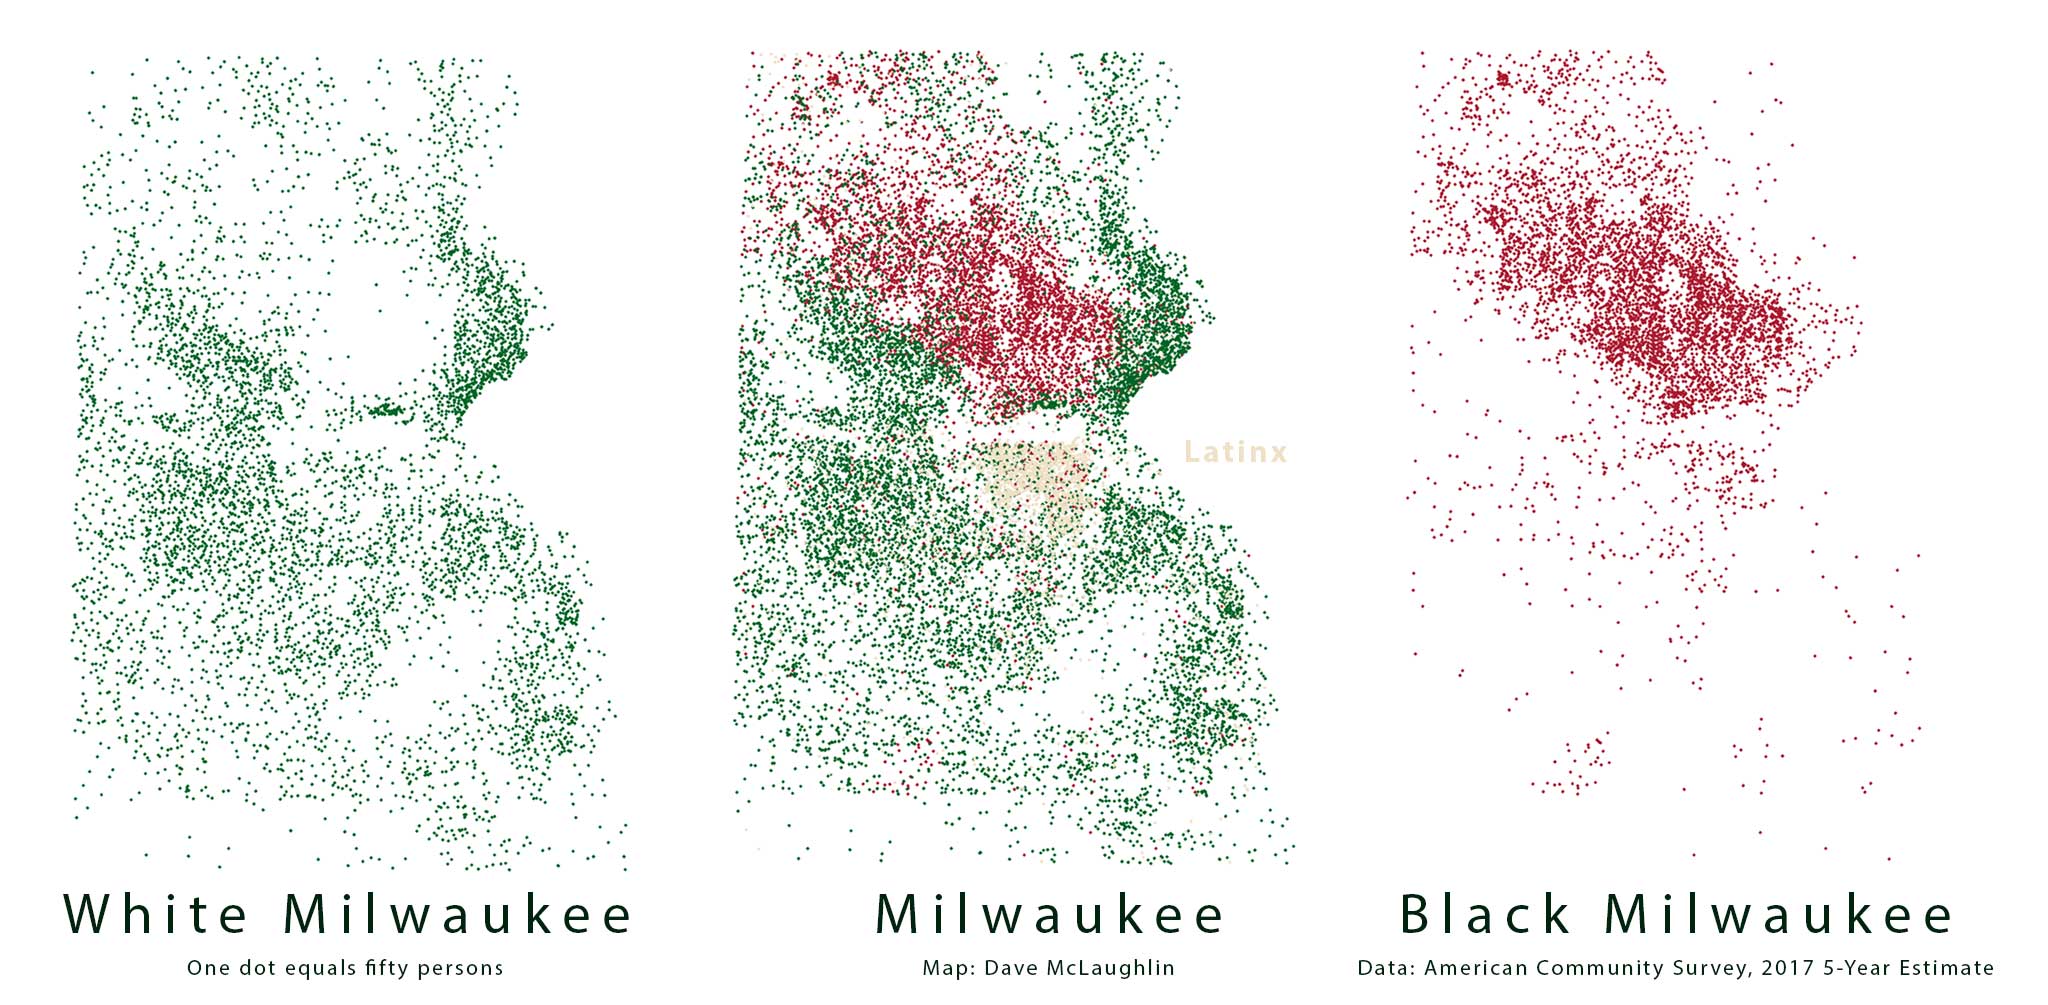 Latinx
White Milwaukee
One dot equals fifty persons
Milwaukee
Map: Dave McLaughlin
Black Milwaukee
Data: American Community Survey, 2017 5-Year Estimate